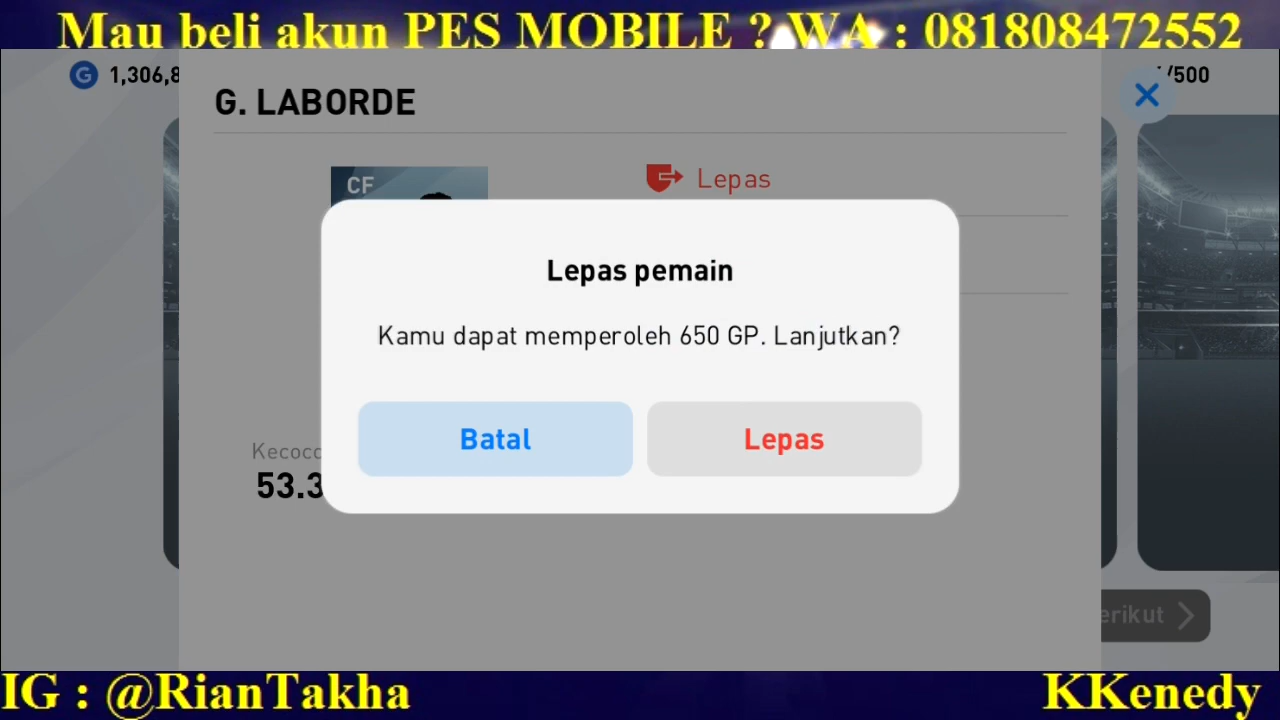 Mau beli akun PES MOBILE ? WA : 081808472552
1,306,8
/500
G. LABORDE
CF
Lepas
Lepas pemain
Kamu dapat memperoleh 650 GP. Lanjutkan?
Batal
Lepas
Kecoco
53.3
erikut
IG : @RianTakha
KKenedy